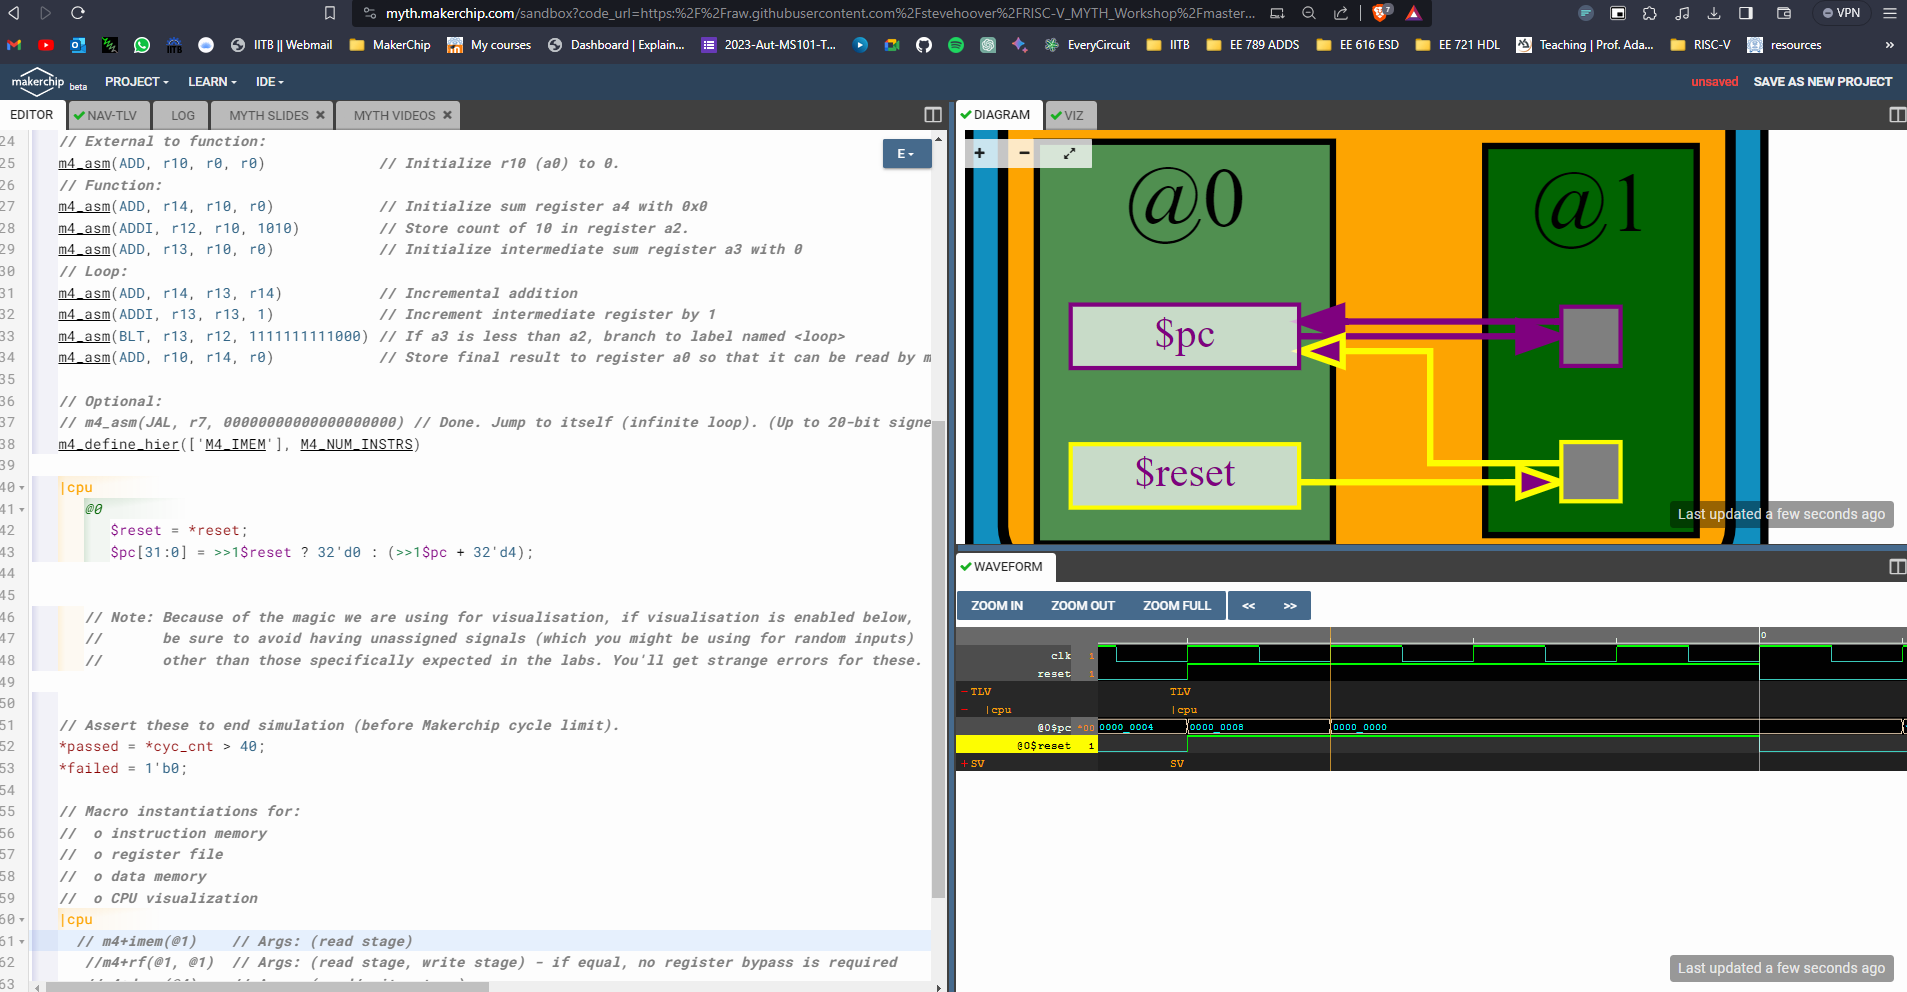 myth.makerchip.com/sandbox?code_url=https:%2F%2Fraw.githubusercontent.com%2Fstevehoover%2FRISC-V_MYTH_Workshop%2Fmaster...
7
VPN
IITB || Webmail
MakerChip
My courses
Dashboard | Explain...
2023-Aut-MS101-T...
EveryCircuit
IITB
EE 789 ADDS
EE 616 ESD
EE 721 HDL
Teaching | Prof. Ada...
RISC-V
resources
»
makerchip beta
PROJECT
LEARN
IDE
unsaved
SAVE AS NEW PROJECT
EDITOR
NAV-TLV
LOG
MYTH SLIDES
MYTH VIDEOS
E
24 // External to function:
25 m4_asm(ADD, r10, r0, r0) // Initialize r10 (a0) to 0.
26 // Function:
27 m4_asm(ADD, r14, r10, r0) // Initialize sum register a4 with 0x0
28 m4_asm(ADDI, r12, r10, 1010) // Store count of 10 in register a2.
29 m4_asm(ADD, r13, r10, r0) // Initialize intermediate sum register a3 with 0
30 // Loop:
31 m4_asm(ADD, r14, r13, r14) // Incremental addition
32 m4_asm(ADDI, r13, r13, 1) // Increment intermediate register by 1
33 m4_asm(BLT, r13, r12, 1111111111000) // If a3 is less than a2, branch to label named <loop>
34 m4_asm(ADD, r10, r14, r0) // Store final result to register a0 so that it can be read by m
35
36 // Optional:
37 // m4_asm(JAL, r7, 00000000000000000000) // Done. Jump to itself (infinite loop). (Up to 20-bit signe
38 m4_define_hier(['M4_IMEM'], M4_NUM_INSTRS)
39
40 |cpu
41 @0
42 $reset = *reset;
43 $pc[31:0] = >>1$reset ? 32'd0 : (>>1$pc + 32'd4);
44
45
46 // Note: Because of the magic we are using for visualisation, if visualisation is enabled below,
47 // be sure to avoid having unassigned signals (which you might be using for random inputs)
48 // other than those specifically expected in the labs. You'll get strange errors for these.
49
50
51 // Assert these to end simulation (before Makerchip cycle limit).
52 *passed = *cyc_cnt > 40;
53 *failed = 1'b0;
54
55 // Macro instantiations for:
56 // o instruction memory
57 // o register file
58 // o data memory
59 // o CPU visualization
60 |cpu
61 // m4+imem(@1) // Args: (read stage)
62 //m4+rf(@1, @1) // Args: (read stage, write stage) - if equal, no register bypass is required
63
DIAGRAM
VIZ
+
−
@0
@1
$pc
$reset
Last updated a few seconds ago
WAVEFORM
ZOOM IN
ZOOM OUT
ZOOM FULL
<<
>>
0
clk 1
reset 1
TLV TLV
|cpu |cpu
@0$pc *00 0000_0004 0000_0008 0000_0000
@0$reset 1
+SV SV
Last updated a few seconds ago